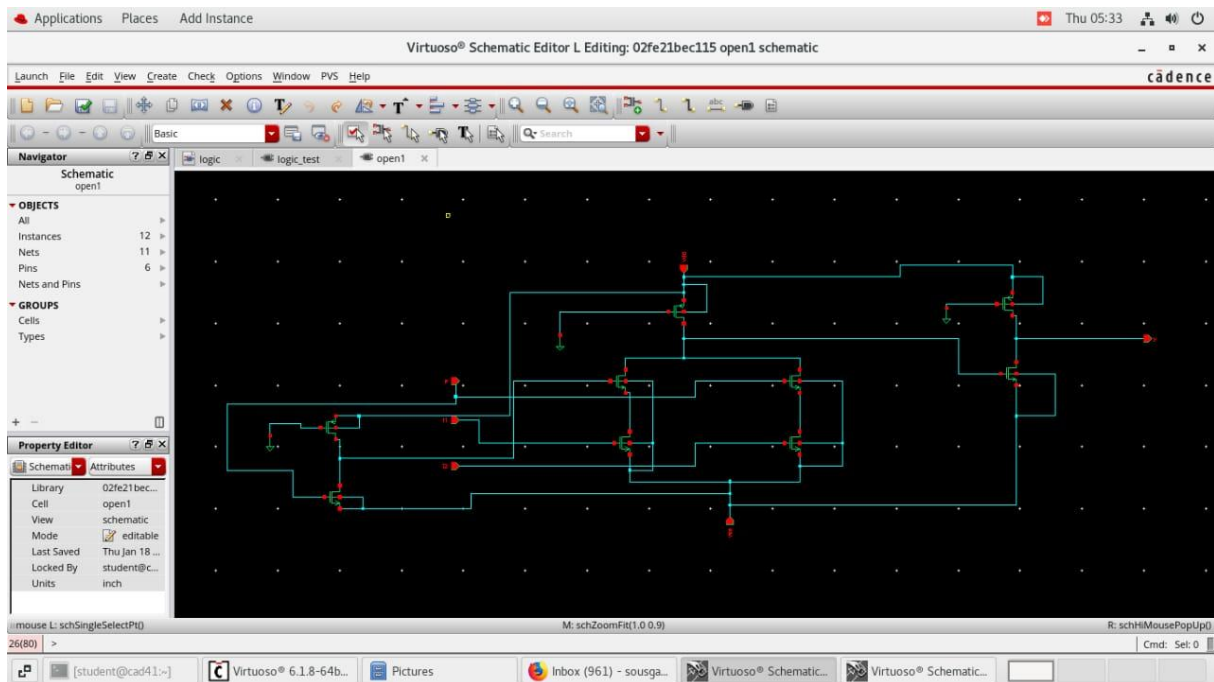 Applications Places Add Instance Thu 05:33
Virtuoso® Schematic Editor L Editing: 02fe21bec115 open1 schematic
Launch File Edit View Create Check Options Window PVS Help cādence
Basic Search
Navigator logic logic_test open1
Schematic
open1
OBJECTS
All
Instances 12
Nets 11
Pins 6
Nets and Pins
GROUPS
Cells
Types
Property Editor
Schemati Attributes
Library 02fe21bec...
Cell open1
View schematic
Mode editable
Last Saved Thu Jan 18 ...
Locked By student@c...
Units inch
mouse L: schSingleSelectPt() M: schZoomFit(1.0 0.9) R: schHiMousePopUp()
26(80) > Cmd: Sel: 0
[student@cad41:~] Virtuoso® 6.1.8-64b... Pictures Inbox (961) - sousga... Virtuoso® Schematic... Virtuoso® Schematic...